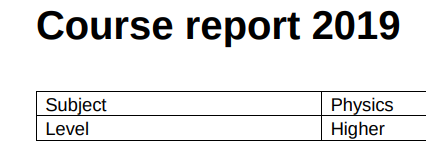 Course report 2019
Subject Physics
Level Higher